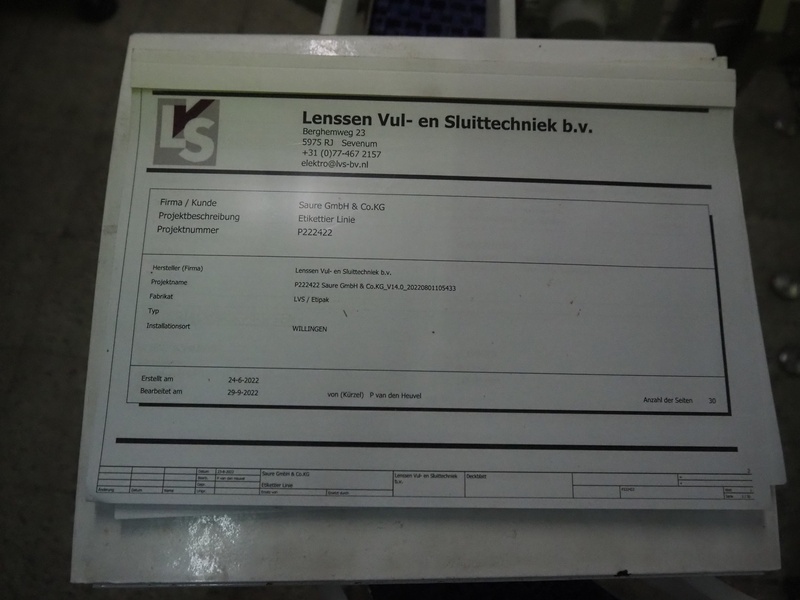 LVS
Lenssen Vul- en Sluittechniek b.v.
Berghemweg 23
5975 RJ Sevenum
+31 (0)77-467 2157
elektro@lvs-bv.nl
Firma / Kunde Saure GmbH & Co.KG
Projektbeschreibung Etikettier Linie
Projektnummer P222422
Hersteller (Firma) Lenssen Vul- en Sluittechniek b.v.
Projektname P222422 Saure GmbH & Co.KG_V14.0_20220801105433
Fabrikat LVS / Etipak
Typ
Installationsort WILLINGEN
Erstellt am 24-6-2022
Bearbeitet am 29-9-2022 von (Kürzel) P van den Heuvel Anzahl der Seiten 30
Saure GmbH & Co.KG Lenssen Vul- en Sluittechniek b.v. Deckblatt
Etikettier Linie
Änderung Datum Name